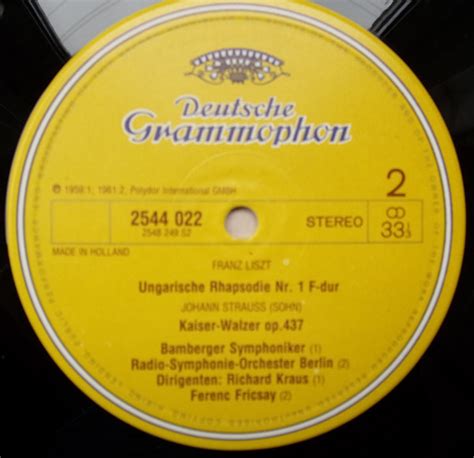 Deutsche
Grammophon
℗ 1959:1; 1961:2, Polydor International GMBH
2
2544 022
2548 249 S2
STEREO
33⅓
MADE IN HOLLAND
FRANZ LISZT
Ungarische Rhapsodie Nr. 1 F-dur
JOHANN STRAUSS (SOHN)
Kaiser-Walzer op.437
Bamberger Symphoniker (1)
Radio-Symphonie-Orchester Berlin (2)
Dirigenten: Richard Kraus (1)
Ferenc Fricsay (2)